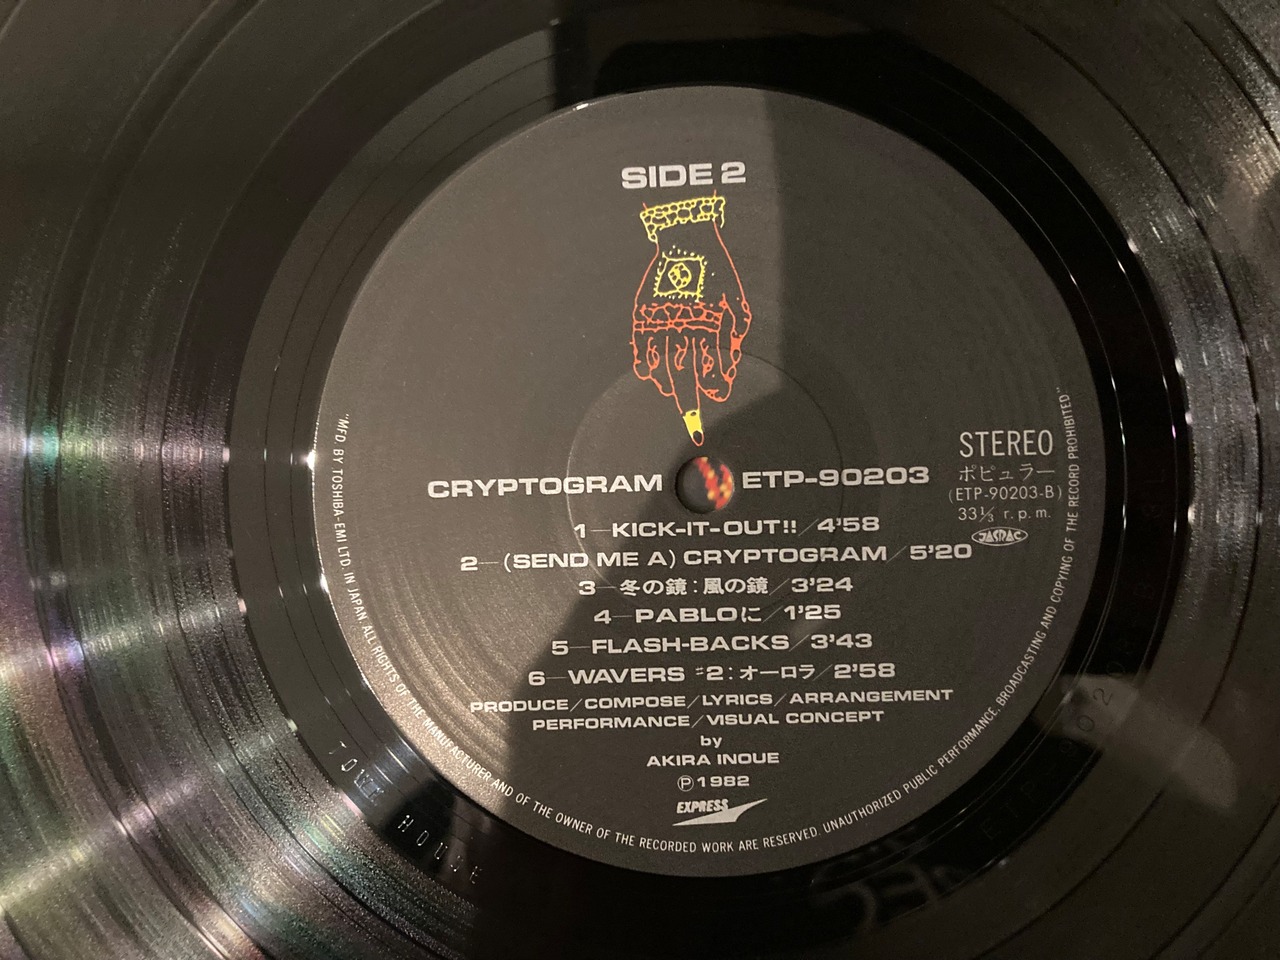 SIDE 2
CRYPTOGRAM ETP-90203
STEREO
ポピュラー
(ETP-90203-B)
33⅓ r.p.m.
JASRAC
1—KICK-IT-OUT!!/4'58
2—(SEND ME A) CRYPTOGRAM/5'20
3—冬の鏡:風の鏡/3'24
4—PABLOに/1'25
5—FLASH-BACKS/3'43
6—WAVERS #2:オーロラ/2'58
PRODUCE/COMPOSE/LYRICS/ARRANGEMENT
PERFORMANCE/VISUAL CONCEPT
by
AKIRA INOUE
Ⓟ1982
EXPRESS
"MFD. BY TOSHIBA-EMI LTD. IN JAPAN. ALL RIGHTS OF THE MANUFACTURER AND OF THE OWNER OF THE RECORDED WORK ARE RESERVED. UNAUTHORIZED PUBLIC PERFORMANCE, BROADCASTING AND COPYING OF THE RECORD PROHIBITED"
TOWN HOUSE